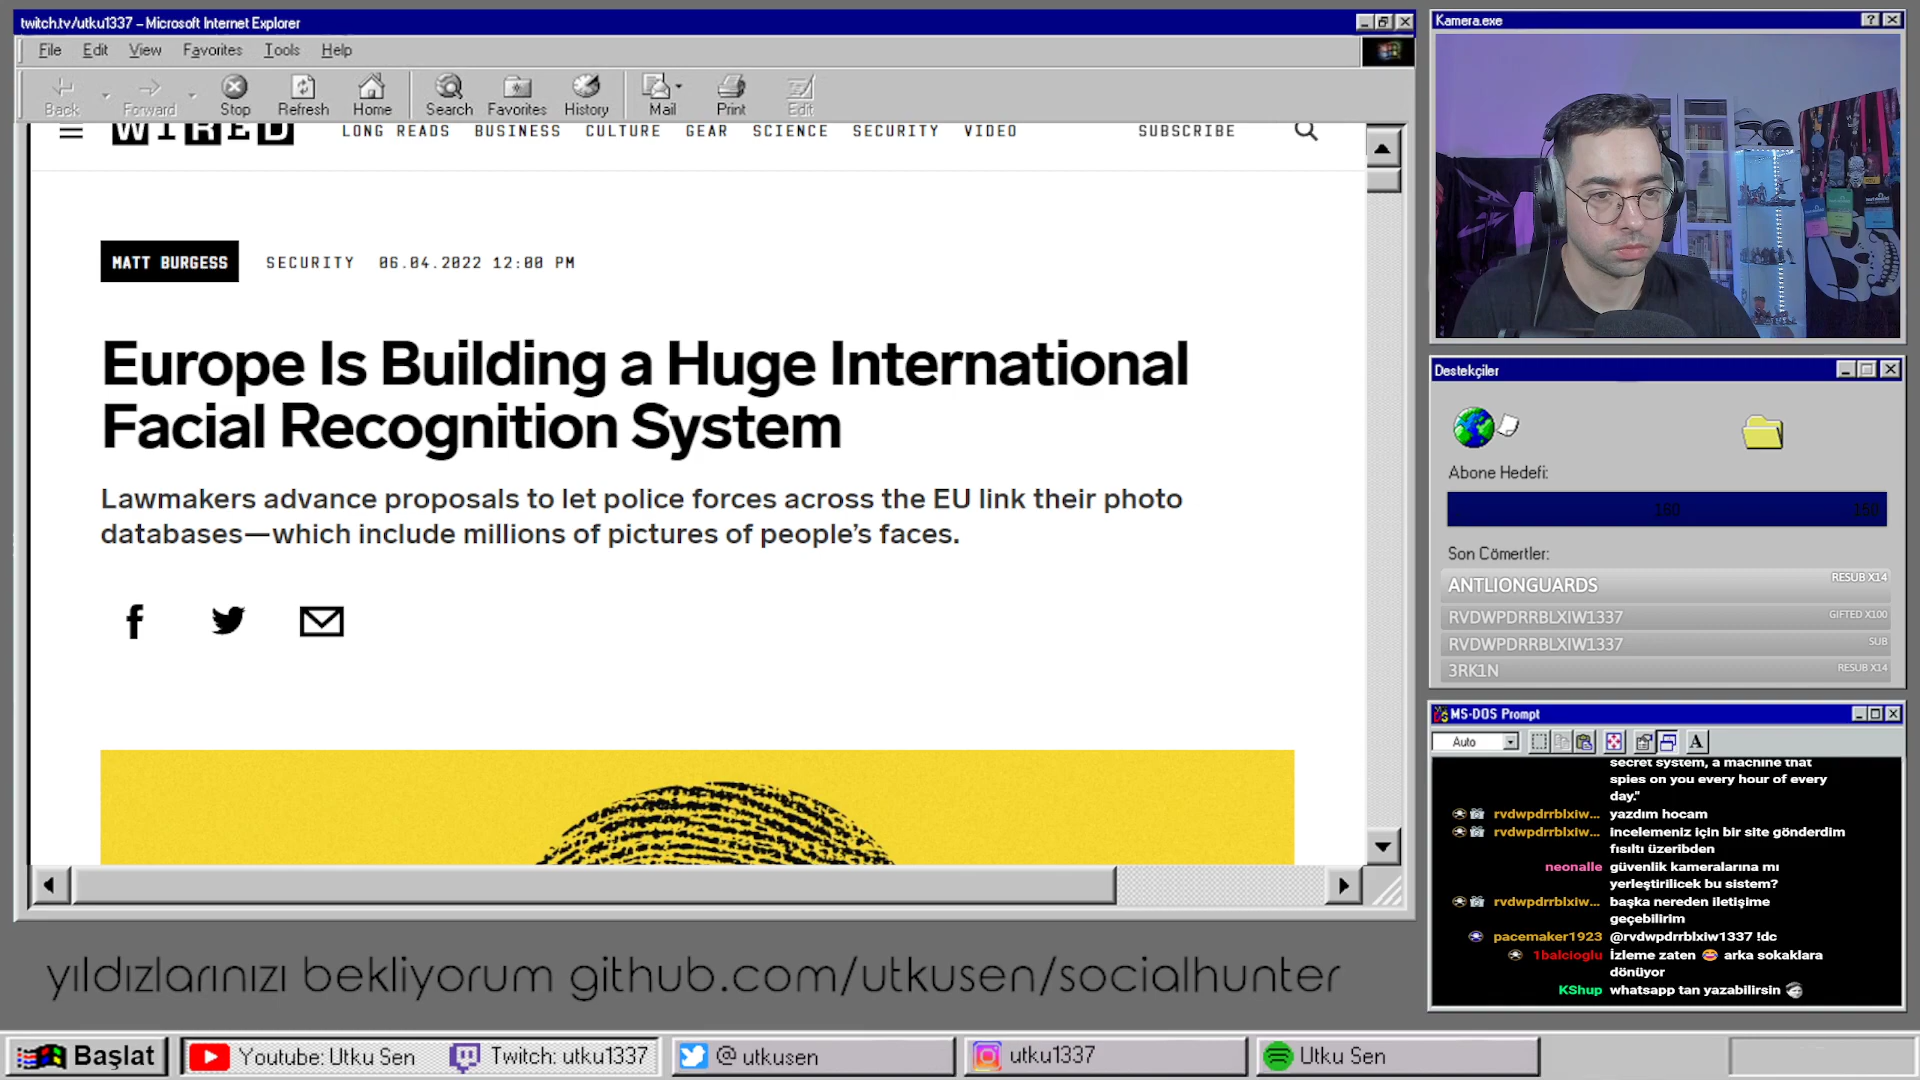 twitch.tv/utku1337 – Microsoft Internet Explorer
File Edit View Favorites Tools Help
Back Forward Stop Refresh Home Search Favorites History Mail Print Edit
WIRED LONG READS BUSINESS CULTURE GEAR SCIENCE SECURITY VIDEO SUBSCRIBE
MATT BURGESS SECURITY 06.04.2022 12:00 PM
Europe Is Building a Huge International
Facial Recognition System
Lawmakers advance proposals to let police forces across the EU link their photo
databases—which include millions of pictures of people's faces.
yıldızlarınızı bekliyorum github.com/utkusen/socialhunter
Kamera.exe
Destekçiler
Abone Hedefi:
160 150
Son Cömertler:
ANTLIONGUARDS RESUB X14
RVDWPDRRBLXIW1337 GIFTED X100
RVDWPDRRBLXIW1337 SUB
3RK1N RESUB X14
MS-DOS Prompt
Auto A
secret system, a machine that
spies on you every hour of every
day."
rvdwpdrrblxiw... yazdım hocam
rvdwpdrrblxiw... incelemeniz için bir site gönderdim
fısıltı üzeribden
neonalle güvenlik kameralarına mı
yerleştirilicek bu sistem?
rvdwpdrrblxiw... başka nereden iletişime
geçebilirim
pacemaker1923 @rvdwpdrrblxiw1337 !dc
1balcioglu İzleme zaten 😂 arka sokaklara
dönüyor
KShup whatsapp tan yazabilirsin
Başlat Youtube: Utku Sen Twitch: utku1337 @utkusen utku1337 Utku Sen